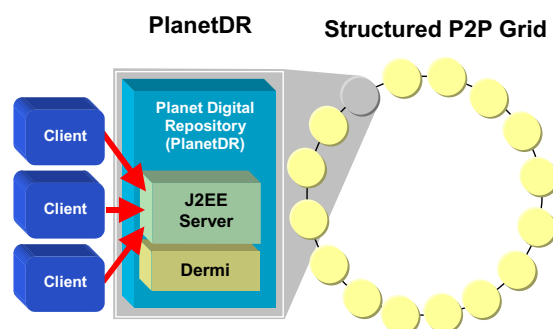 PlanetDR
Structured P2P Grid
Planet Digital
Repository
(PlanetDR)
Client
Client
Client
J2EE
Server
Dermi